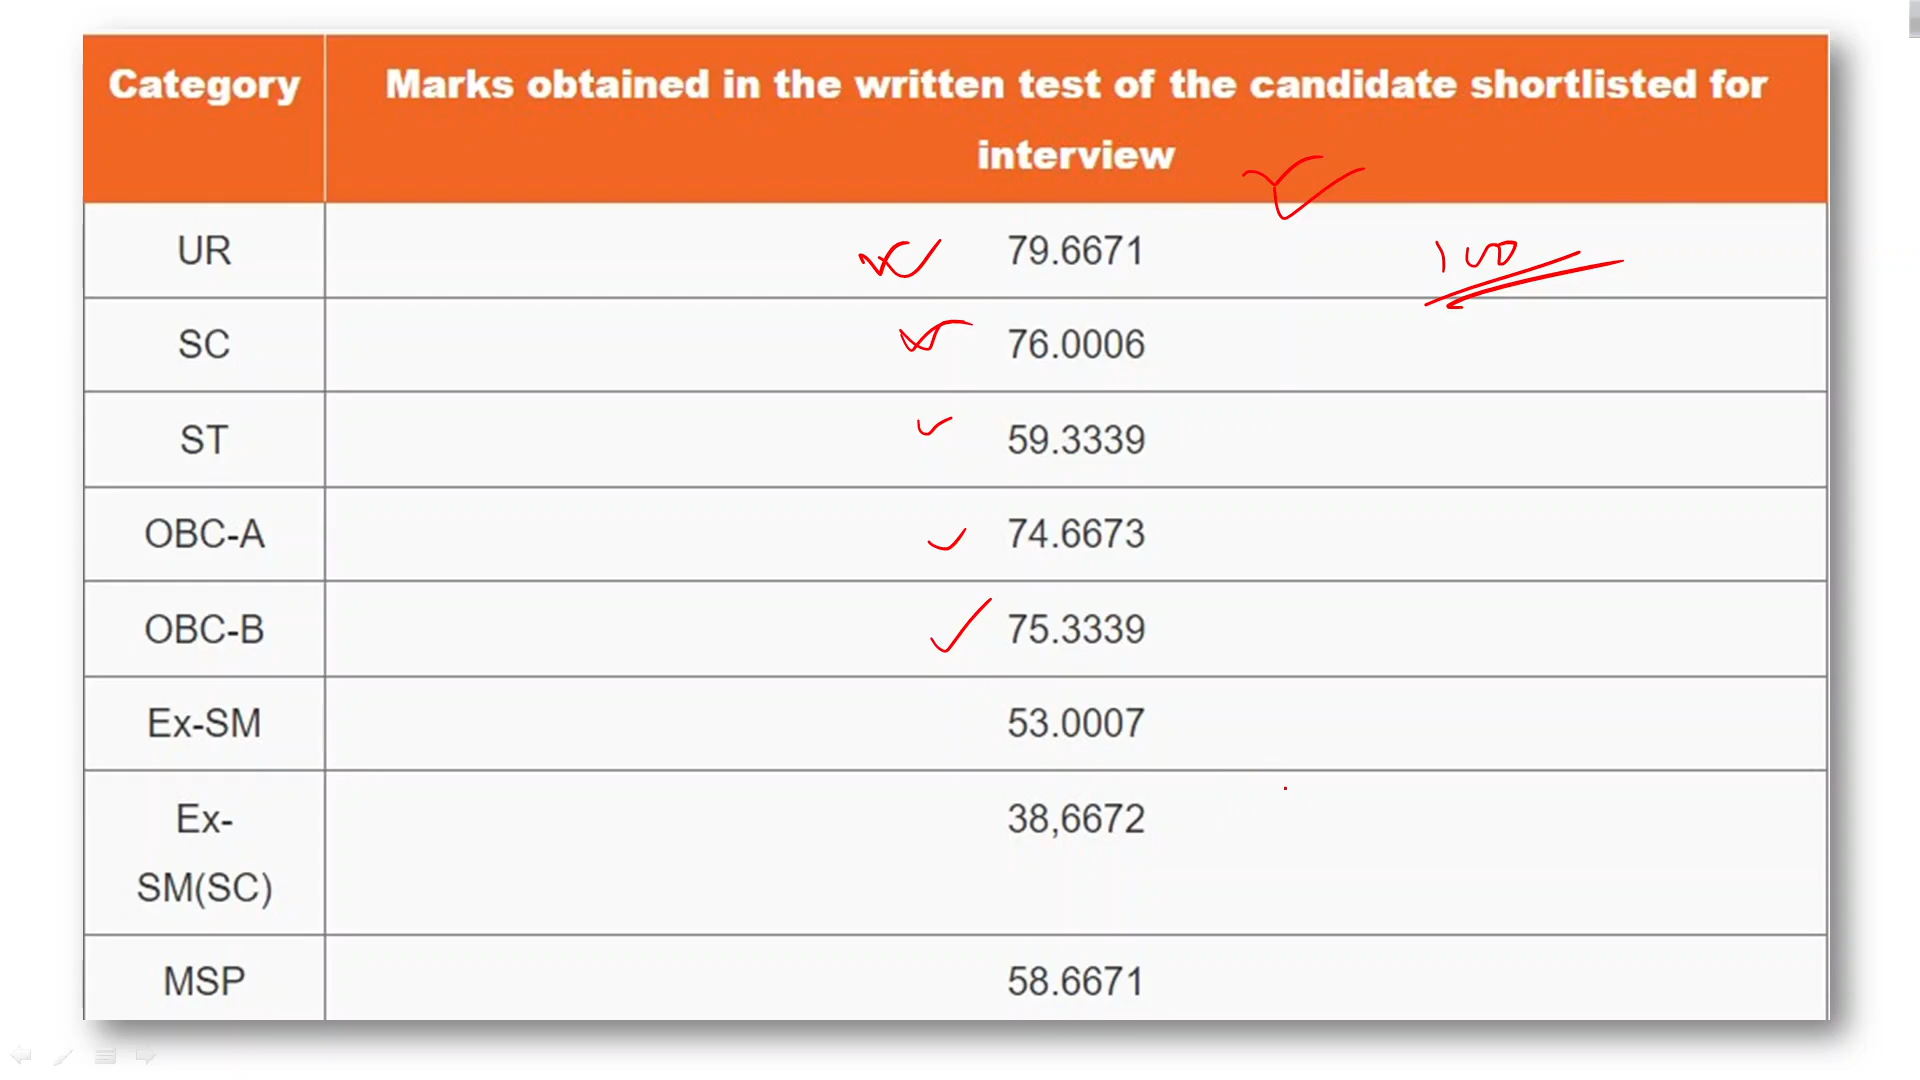 Category
Marks obtained in the written test of the candidate shortlisted for
interview
UR
79.6671
100
SC
76.0006
ST
59.3339
OBC-A
74.6673
OBC-B
75.3339
Ex-SM
53.0007
Ex-
SM(SC)
38,6672
MSP
58.6671